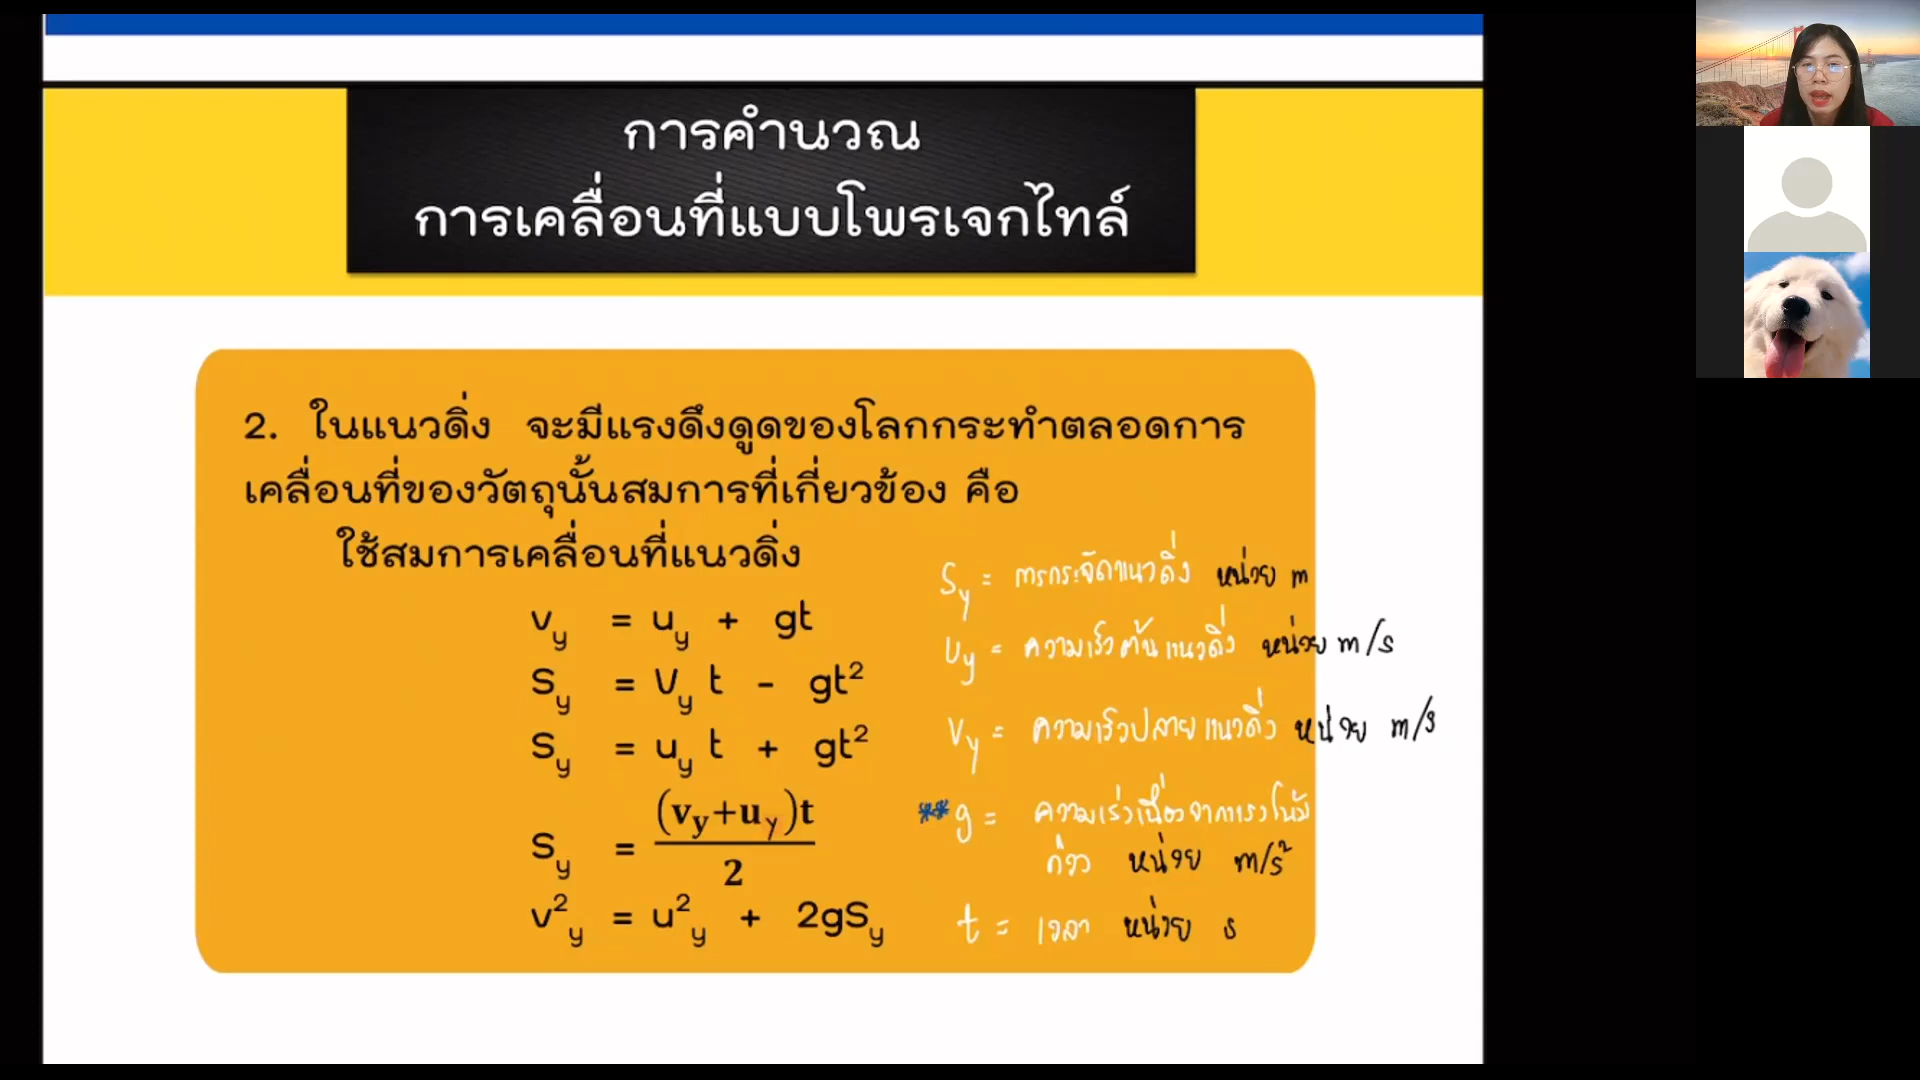 การคำนวณ
การเคลื่อนที่แบบโพรเจกไทล์
2. ในแนวดิ่ง จะมีแรงดึงดูดของโลกกระทำตลอดการ
เคลื่อนที่ของวัตถุนั้นสมการที่เกี่ยวข้อง คือ
ใช้สมการเคลื่อนที่แนวดิ่ง
v_y = u_y + gt
S_y = V_y t - gt²
S_y = u_y t + gt²
S_y = (v_y+u_y)t / 2
v²_y = u²_y + 2gS_y
S_y = การกระจัดแนวดิ่ง หน่วย m
u_y = ความเร็วต้นแนวดิ่ง หน่วย m/s
v_y = ความเร็วปลายแนวดิ่ง หน่วย m/s
**g = ความเร่งเนื่องจากแรงโน้ม
ถ่วง หน่วย m/s²
t = เวลา หน่วย s